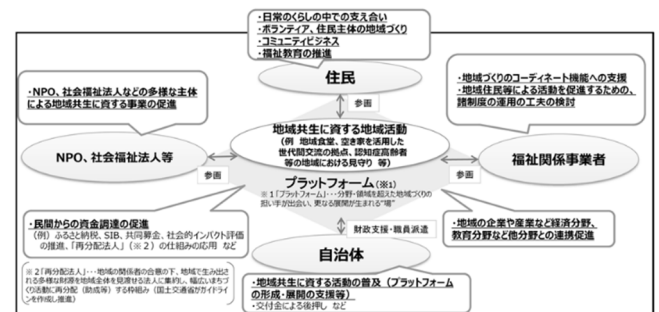 ・日常のくらしの中での支え合い
・ボランティア、住民主体の地域づくり
・コミュニティビジネス
・福祉教育の推進
住民
・NPO、社会福祉法人などの多様な主体
による地域共生に資する事業の促進
・地域づくりのコーディネート機能への支援
・地域住民等による活動を促進するための、
諸制度の運用の工夫の検討
参画
地域共生に資する地域活動
(例 地域食堂、空き家を活用した
世代間交流の拠点、認知症高齢者
等の地域における見守り 等)
NPO、社会福祉法人等
参画
福祉関係事業者
参画
プラットフォーム(※1)
※1「プラットフォーム」・・・分野・領域を超えた地域づくりの
担い手が出会い、更なる展開が生まれる“場”
・民間からの資金調達の促進
(例)ふるさと納税、SIB、共同募金、社会的インパクト評価
の推進、「再分配法人」(※2)の仕組みの応用 など
財政支援・職員派遣
・地域の企業や産業など経済分野、
教育分野など他分野との連携促進
自治体
※2「再分配法人」・・・地域の関係者の合意の下、地域で生み出さ
れる多様な財源を地域全体を見渡せる法人に集約し、幅広いまちづ
くり活動に再分配(助成等)する枠組み(国土交通省がガイドライン
を作成し推進)
・地域共生に資する活動の普及(プラットフォーム
の形成・展開の支援等)
・交付金による後押し など